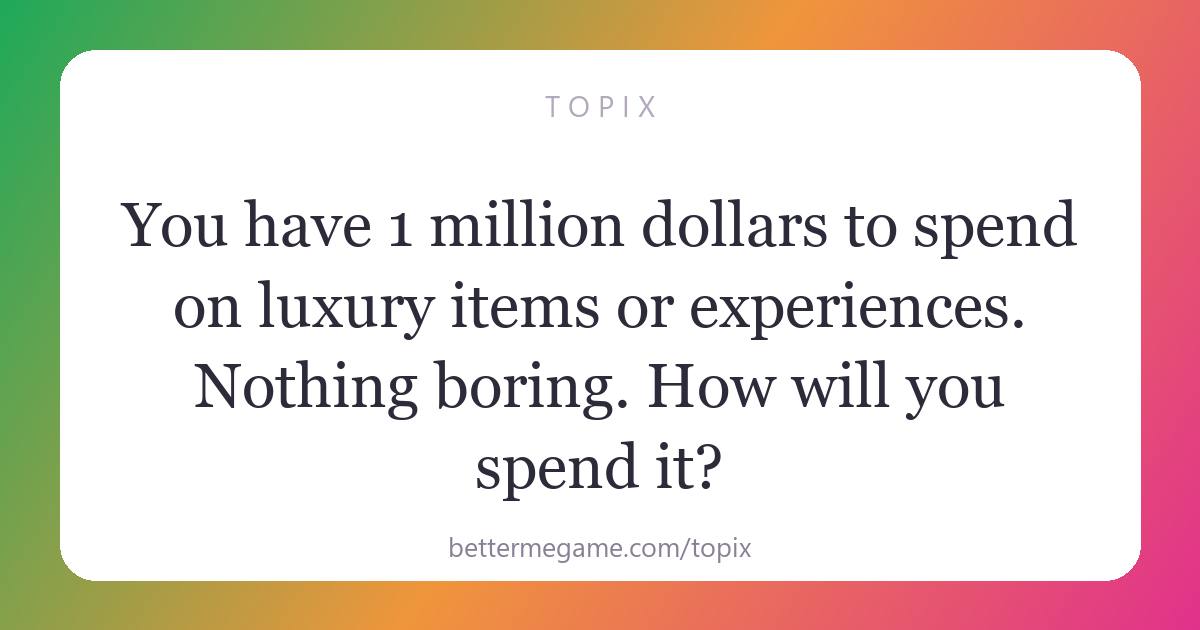 TOPIX
You have 1 million dollars to spend
on luxury items or experiences.
Nothing boring. How will you
spend it?
bettermegame.com/topix